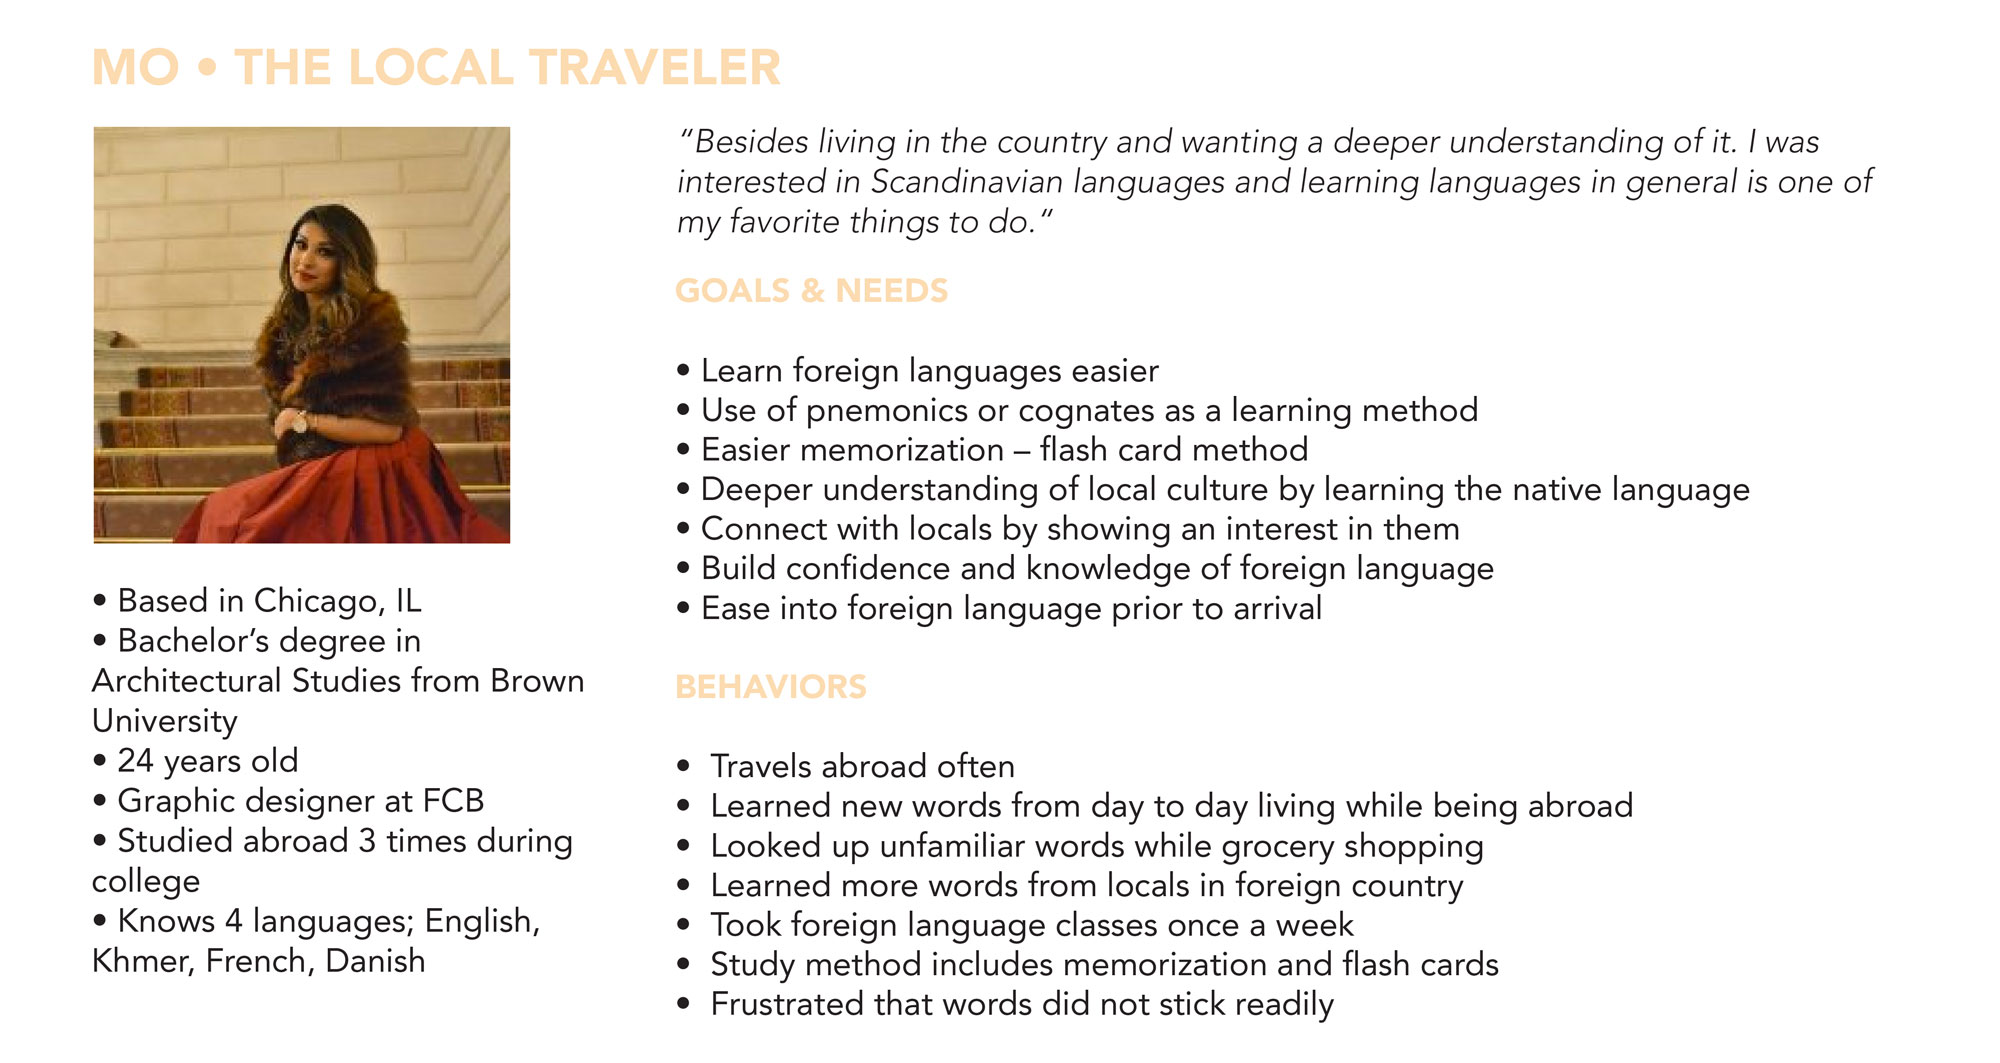 MO • THE LOCAL TRAVELER
“Besides living in the country and wanting a deeper understanding of it. I was
interested in Scandinavian languages and learning languages in general is one of
my favorite things to do.“
GOALS & NEEDS
• Learn foreign languages easier
• Use of pnemonics or cognates as a learning method
• Easier memorization – flash card method
• Deeper understanding of local culture by learning the native language
• Connect with locals by showing an interest in them
• Build confidence and knowledge of foreign language
• Ease into foreign language prior to arrival
BEHAVIORS
• Travels abroad often
• Learned new words from day to day living while being abroad
• Looked up unfamiliar words while grocery shopping
• Learned more words from locals in foreign country
• Took foreign language classes once a week
• Study method includes memorization and flash cards
• Frustrated that words did not stick readily
• Based in Chicago, IL
• Bachelor’s degree in
Architectural Studies from Brown
University
• 24 years old
• Graphic designer at FCB
• Studied abroad 3 times during
college
• Knows 4 languages; English,
Khmer, French, Danish